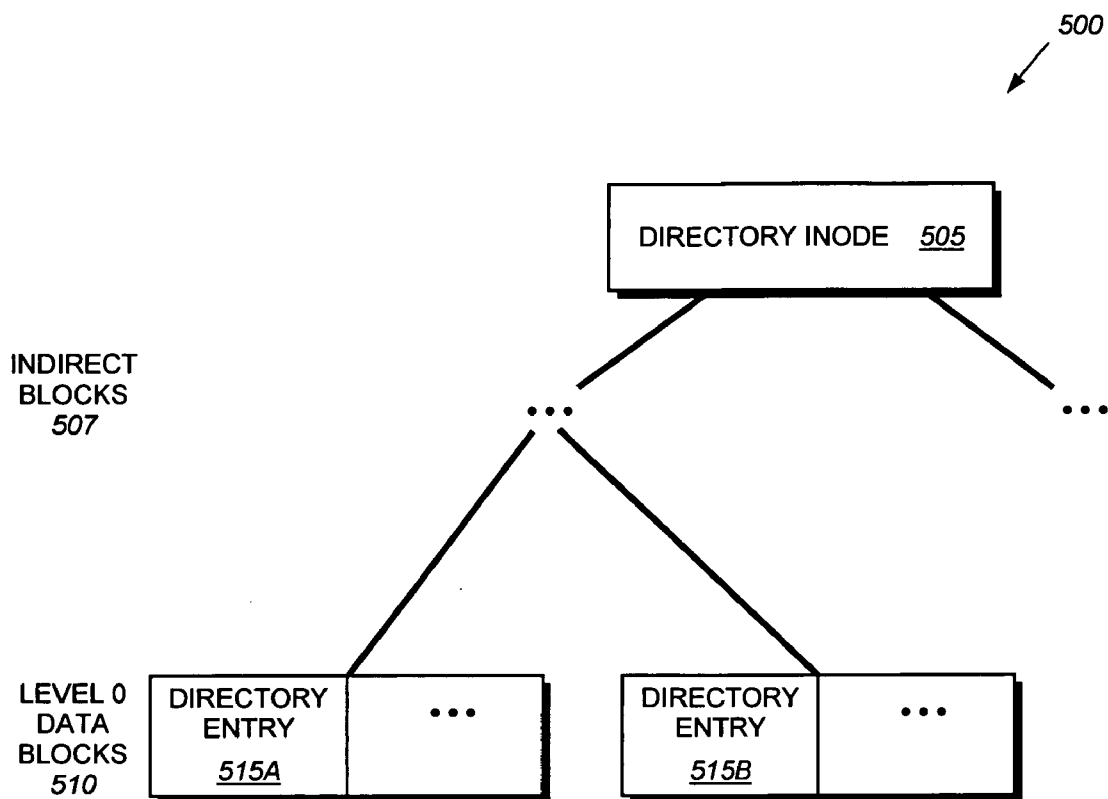 500
DIRECTORY INODE 505
INDIRECT
BLOCKS
507
•••
•••
LEVEL 0
DATA
BLOCKS
510
DIRECTORY
ENTRY
515A
•••
DIRECTORY
ENTRY
515B
•••